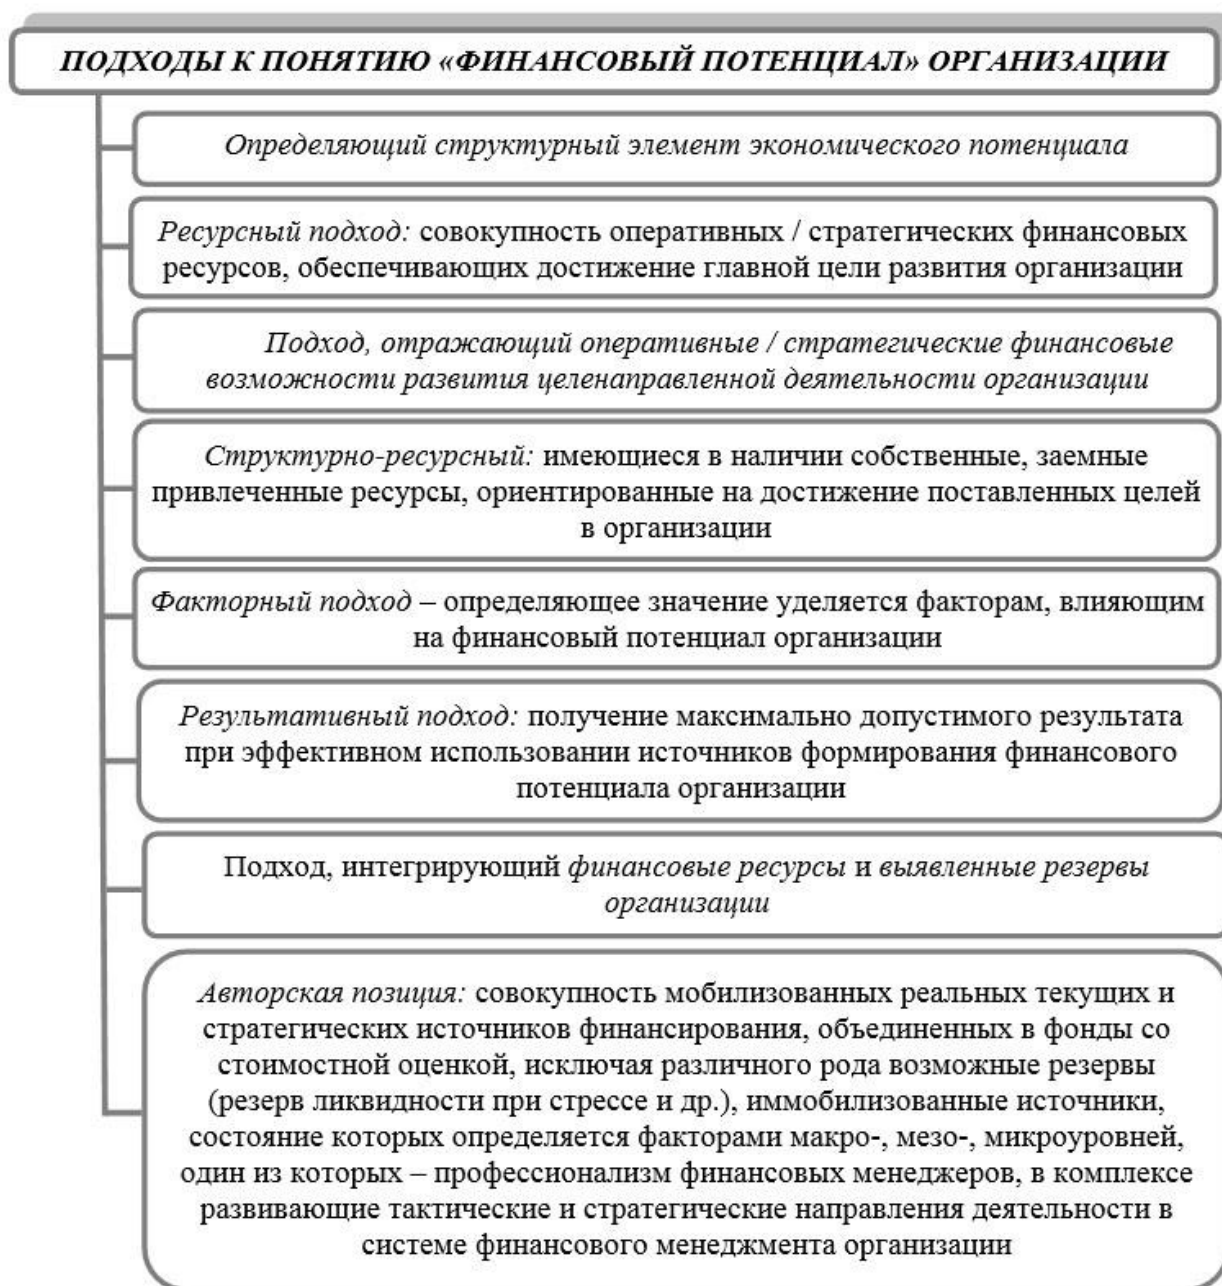 ПОДХОДЫ К ПОНЯТИЮ «ФИНАНСОВЫЙ ПОТЕНЦИАЛ» ОРГАНИЗАЦИИ
Определяющий структурный элемент экономического потенциала
Ресурсный подход: совокупность оперативных / стратегических финансовых
ресурсов, обеспечивающих достижение главной цели развития организации
Подход, отражающий оперативные / стратегические финансовые
возможности развития целенаправленной деятельности организации
Структурно-ресурсный: имеющиеся в наличии собственные, заемные
привлеченные ресурсы, ориентированные на достижение поставленных целей
в организации
Факторный подход – определяющее значение уделяется факторам, влияющим
на финансовый потенциал организации
Результативный подход: получение максимально допустимого результата
при эффективном использовании источников формирования финансового
потенциала организации
Подход, интегрирующий финансовые ресурсы и выявленные резервы
организации
Авторская позиция: совокупность мобилизованных реальных текущих и
стратегических источников финансирования, объединенных в фонды со
стоимостной оценкой, исключая различного рода возможные резервы
(резерв ликвидности при стрессе и др.), иммобилизованные источники,
состояние которых определяется факторами макро-, мезо-, микроуровней,
один из которых – профессионализм финансовых менеджеров, в комплексе
развивающие тактические и стратегические направления деятельности в
системе финансового менеджмента организации